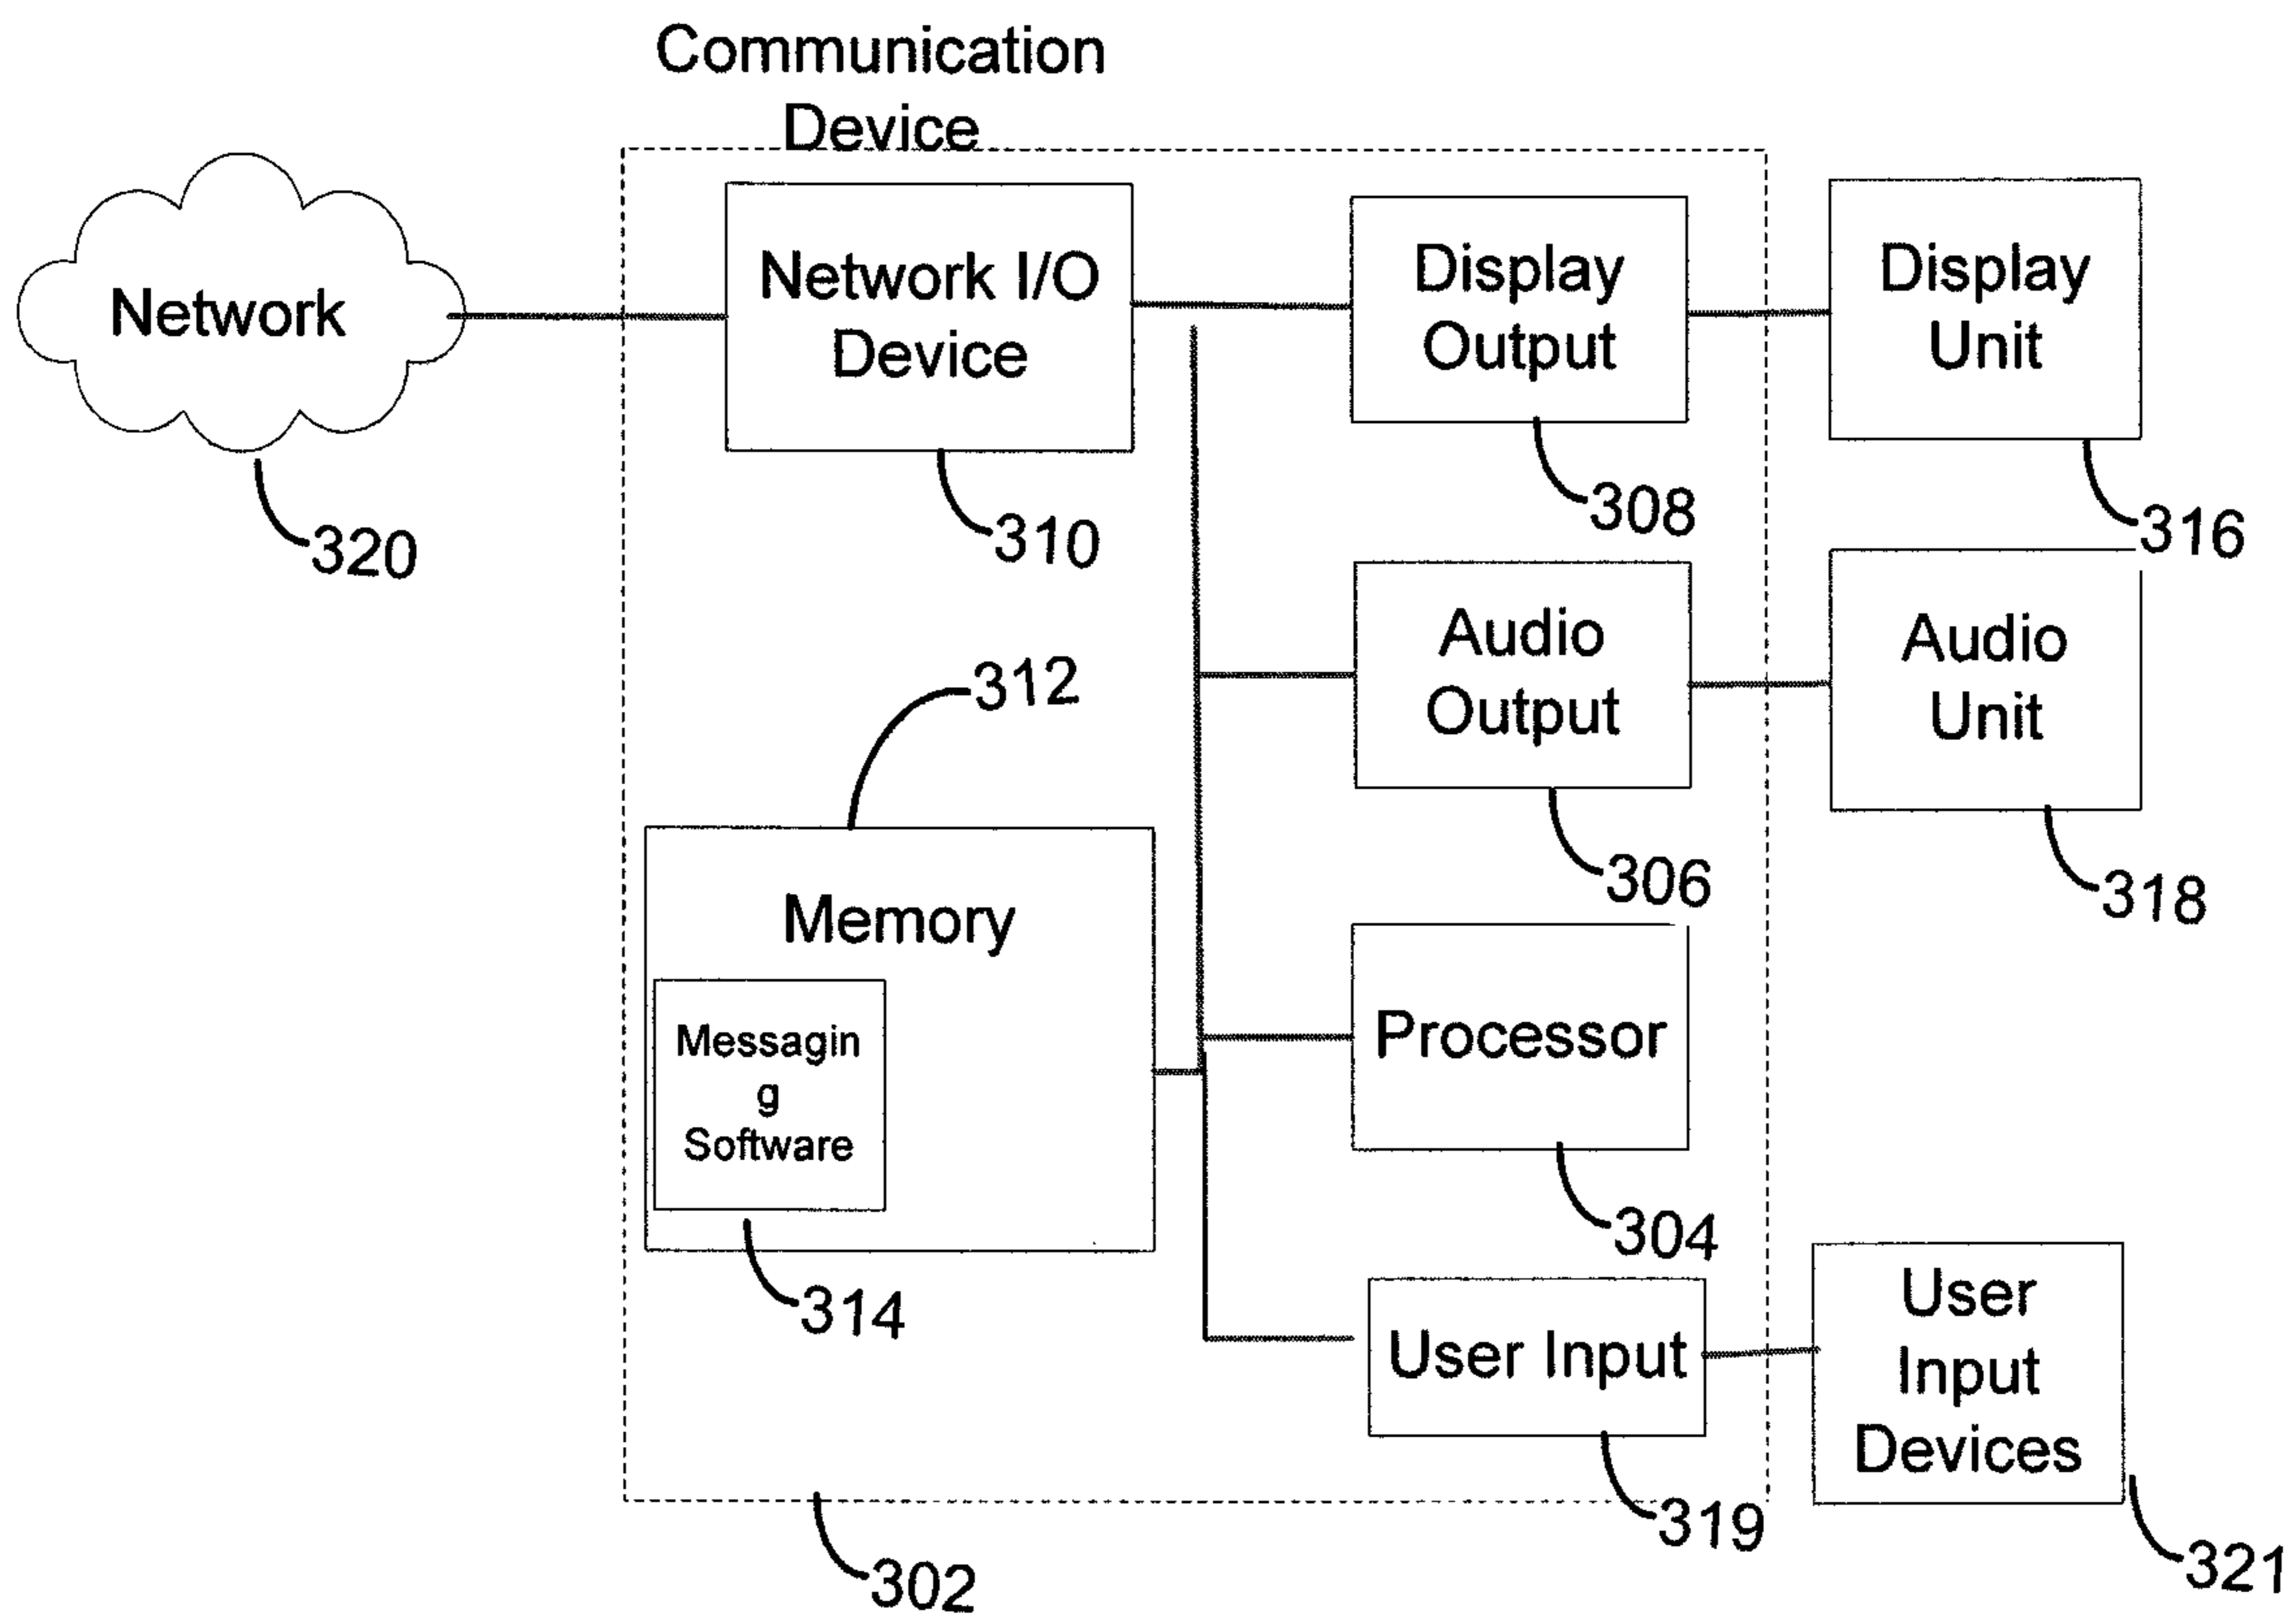 Communication
Device
Network
320
Network I/O
Device
310
Display
Output
308
Display
Unit
316
312
Memory
Messagin
g
Software
314
Audio
Output
306
Audio
Unit
318
Processor
304
User Input
319
User
Input
Devices
321
302